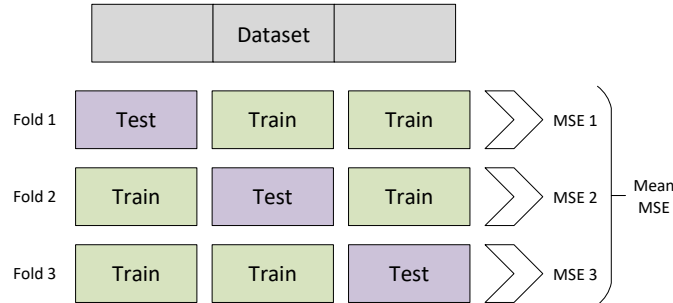 Dataset
Fold 1 Test Train Train MSE 1
Fold 2 Train Test Train MSE 2
Mean
MSE
Fold 3 Train Train Test MSE 3